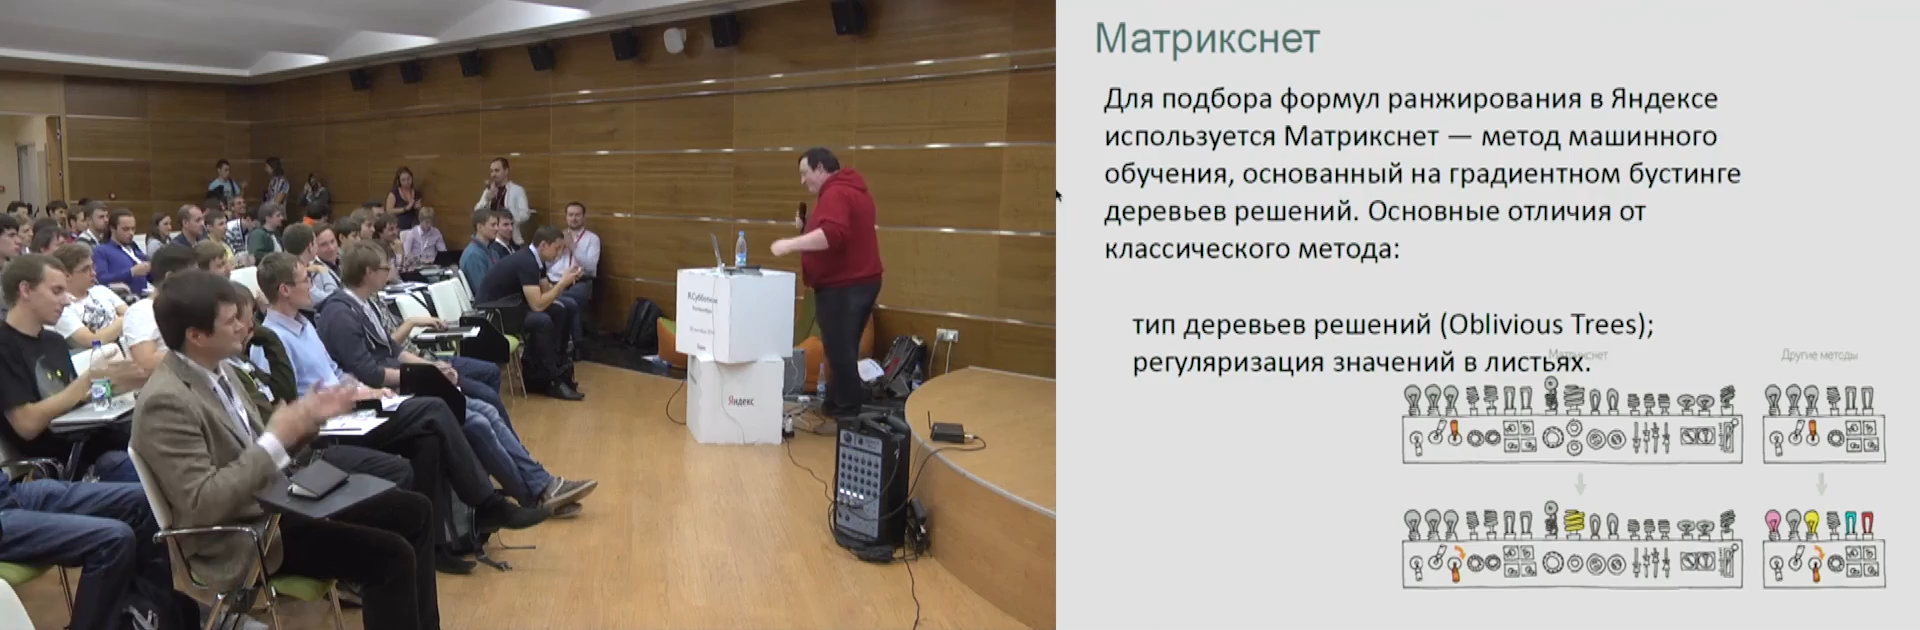 Я.Субботник
Яндекс
Матрикснет
Для подбора формул ранжирования в Яндексе
используется Матрикснет — метод машинного
обучения, основанный на градиентном бустинге
деревьев решений. Основные отличия от
классического метода:
тип деревьев решений (Oblivious Trees);
регуляризация значений в листьях.
Матрикснет
Другие методы